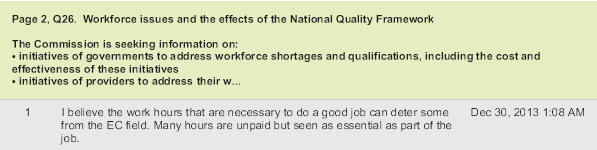 Page 2, Q26. Workforce issues and the effects of the National Quality Framework
The Commission is seeking information on:
• initiatives of governments to address workforce shortages and qualifications, including the cost and
effectiveness of these initiatives
• initiatives of providers to address their w...
1 I believe the work hours that are necessary to do a good job can deter some Dec 30, 2013 1:08 AM
from the EC field. Many hours are unpaid but seen as essential as part of the
job.